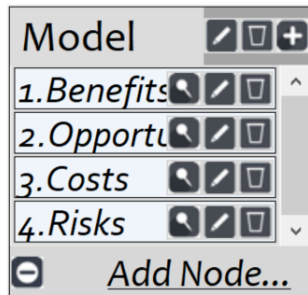 Model
1.Benefits
2.Opportu
3.Costs
4.Risks
Add Node...